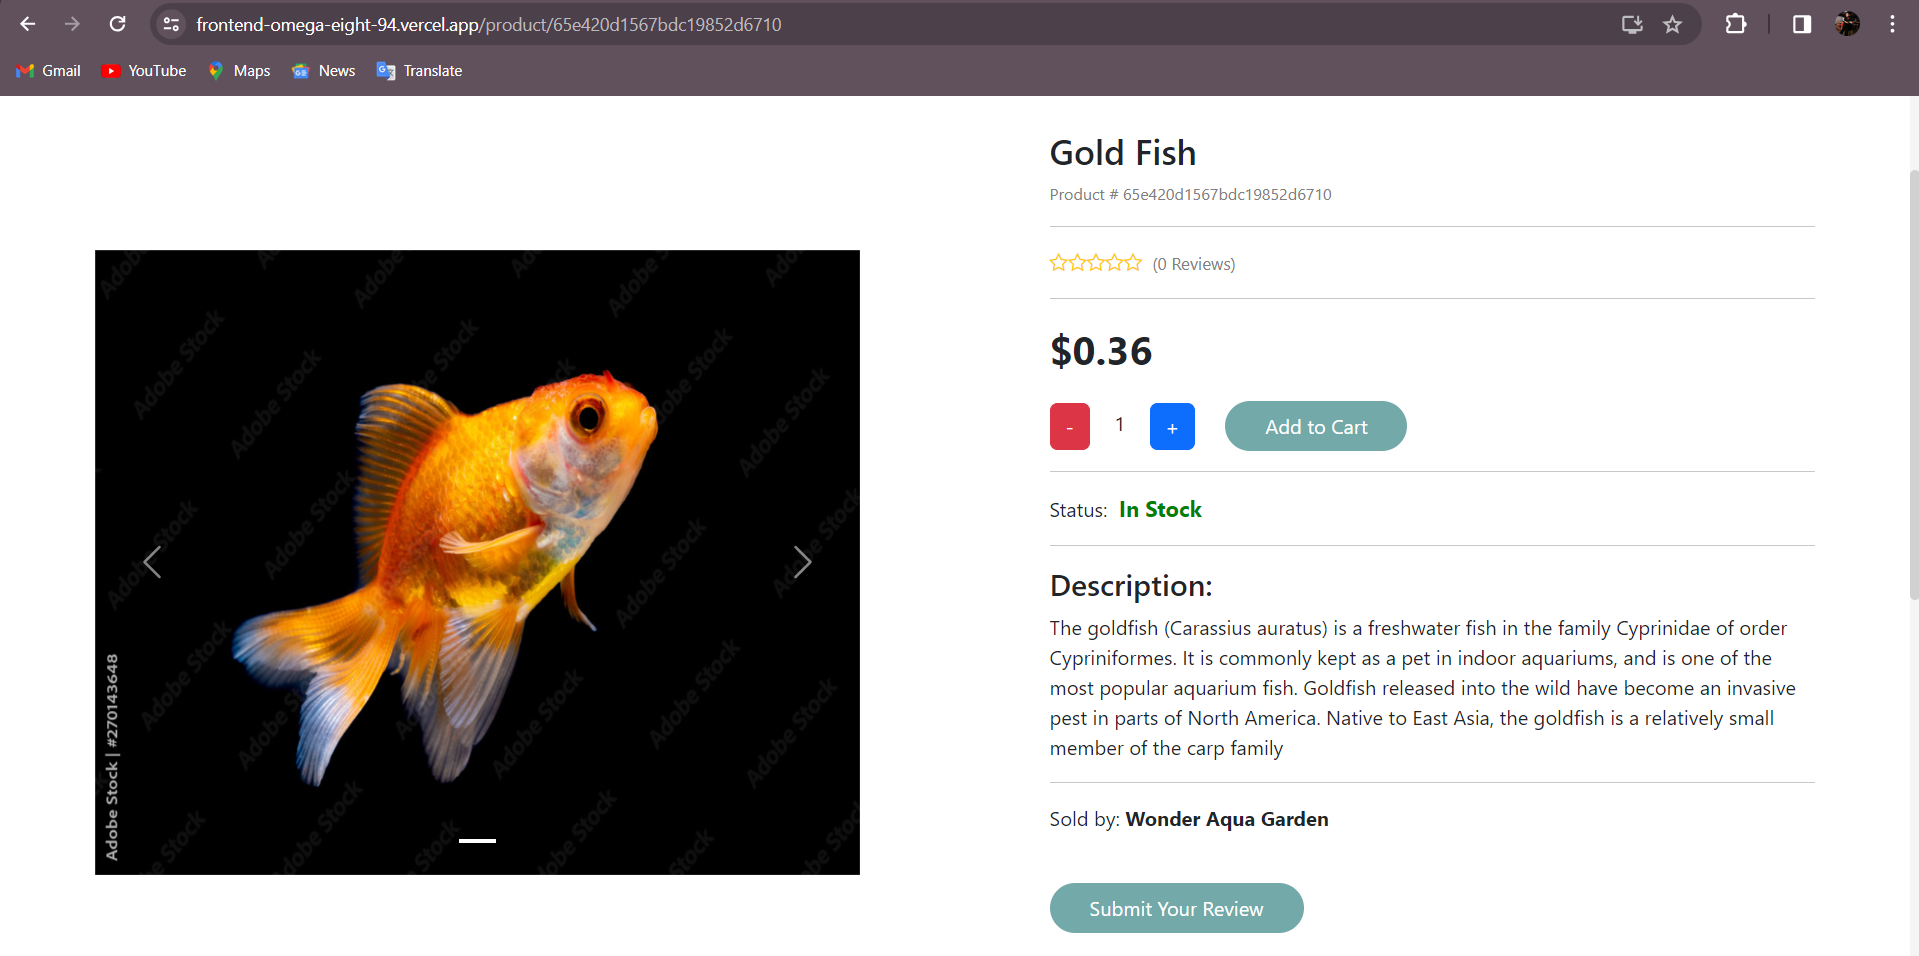 frontend-omega-eight-94.vercel.app/product/65e420d1567bdc19852d6710
Gmail YouTube Maps News Translate
Gold Fish
Product # 65e420d1567bdc19852d6710
(0 Reviews)
$0.36
- 1 + Add to Cart
Status: In Stock
Description:
The goldfish (Carassius auratus) is a freshwater fish in the family Cyprinidae of order
Cypriniformes. It is commonly kept as a pet in indoor aquariums, and is one of the
most popular aquarium fish. Goldfish released into the wild have become an invasive
pest in parts of North America. Native to East Asia, the goldfish is a relatively small
member of the carp family
Sold by: Wonder Aqua Garden
Submit Your Review
Adobe Stock
Adobe Stock | #270143648